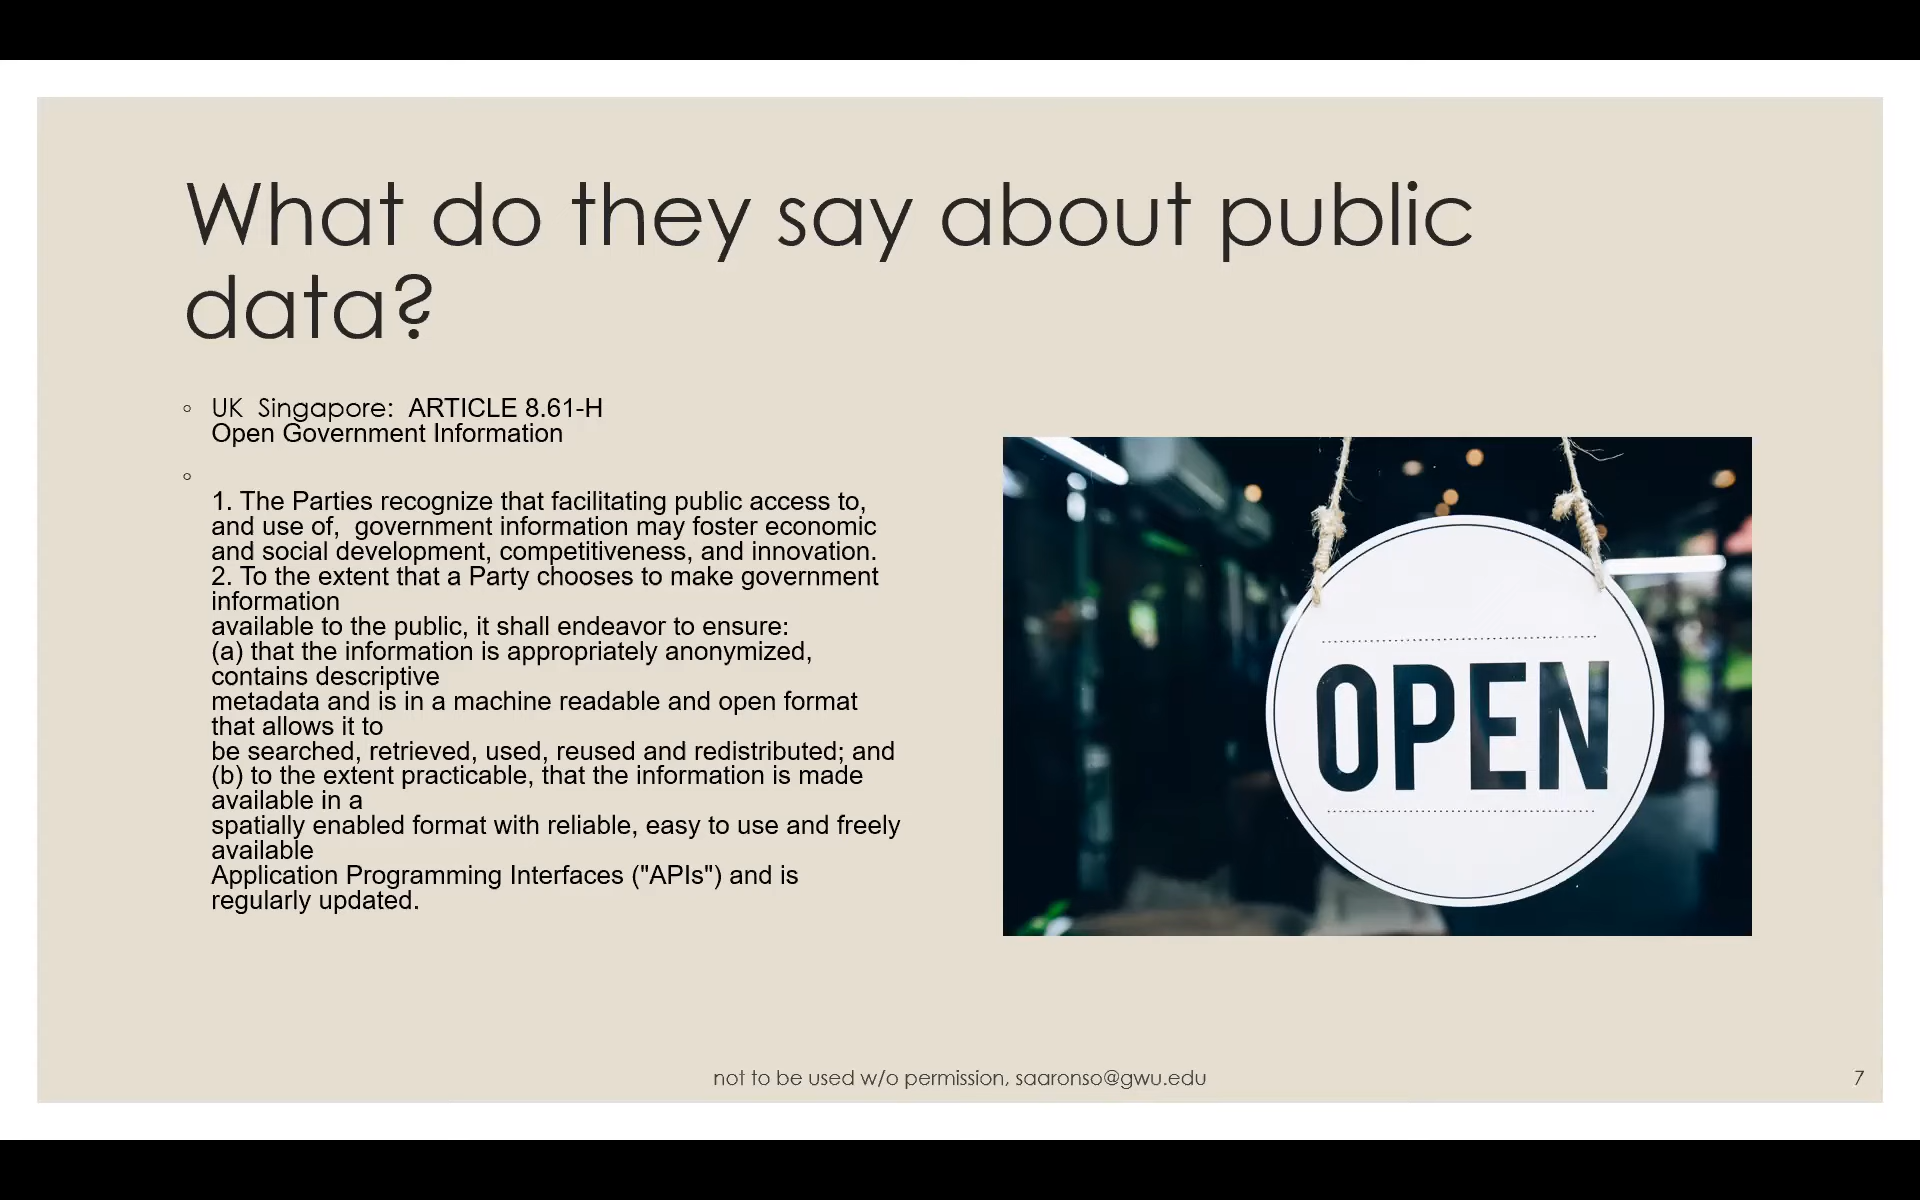 What do they say about public
data?
UK  Singapore:  ARTICLE 8.61-H
Open Government Information
1. The Parties recognize that facilitating public access to,
and use of,  government information may foster economic
and social development, competitiveness, and innovation.
2. To the extent that a Party chooses to make government
information
available to the public, it shall endeavor to ensure:
(a) that the information is appropriately anonymized,
contains descriptive
metadata and is in a machine readable and open format
that allows it to
be searched, retrieved, used, reused and redistributed; and
(b) to the extent practicable, that the information is made
available in a
spatially enabled format with reliable, easy to use and freely
available
Application Programming Interfaces ("APIs") and is
regularly updated.
OPEN
not to be used w/o permission, saaronso@gwu.edu
7